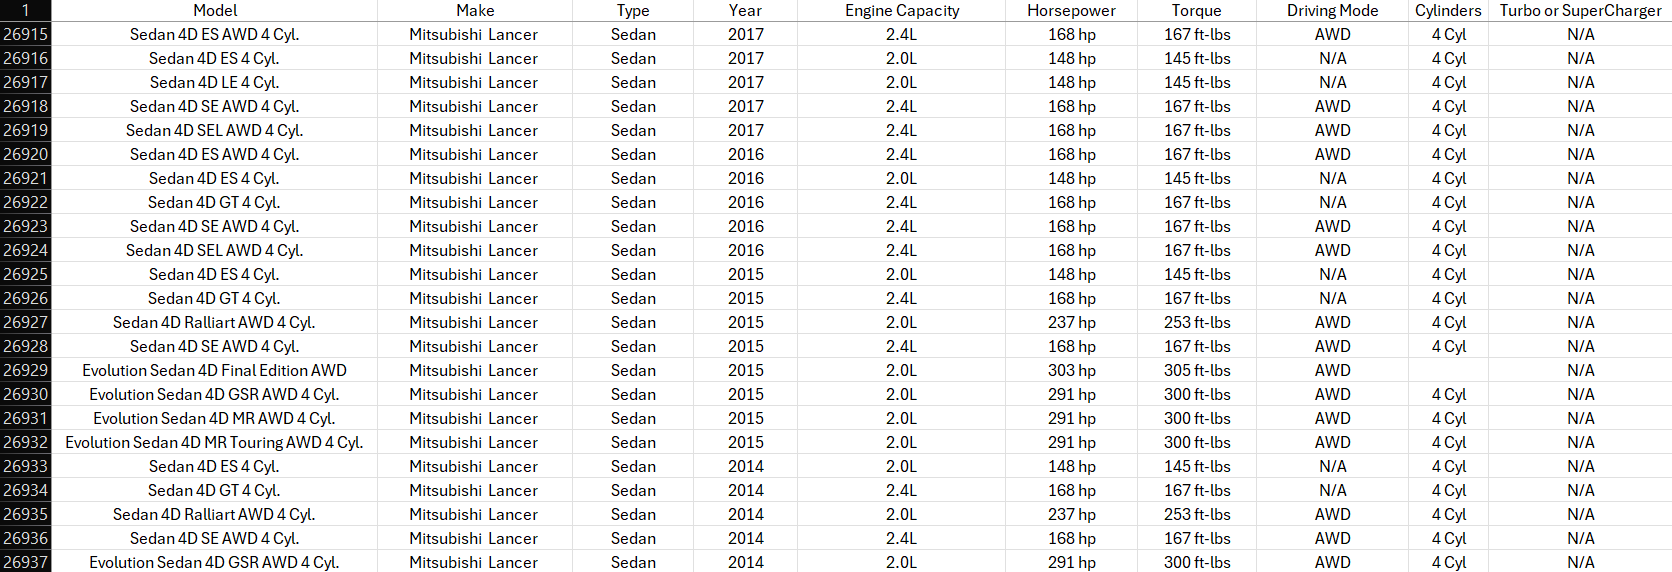 1 Model Make Type Year Engine Capacity Horsepower Torque Driving Mode Cylinders Turbo or SuperCharger
26915 Sedan 4D ES AWD 4 Cyl. Mitsubishi Lancer Sedan 2017 2.4L 168 hp 167 ft-lbs AWD 4 Cyl N/A
26916 Sedan 4D ES 4 Cyl. Mitsubishi Lancer Sedan 2017 2.0L 148 hp 145 ft-lbs N/A 4 Cyl N/A
26917 Sedan 4D LE 4 Cyl. Mitsubishi Lancer Sedan 2017 2.0L 148 hp 145 ft-lbs N/A 4 Cyl N/A
26918 Sedan 4D SE AWD 4 Cyl. Mitsubishi Lancer Sedan 2017 2.4L 168 hp 167 ft-lbs AWD 4 Cyl N/A
26919 Sedan 4D SEL AWD 4 Cyl. Mitsubishi Lancer Sedan 2017 2.4L 168 hp 167 ft-lbs AWD 4 Cyl N/A
26920 Sedan 4D ES AWD 4 Cyl. Mitsubishi Lancer Sedan 2016 2.4L 168 hp 167 ft-lbs AWD 4 Cyl N/A
26921 Sedan 4D ES 4 Cyl. Mitsubishi Lancer Sedan 2016 2.0L 148 hp 145 ft-lbs N/A 4 Cyl N/A
26922 Sedan 4D GT 4 Cyl. Mitsubishi Lancer Sedan 2016 2.4L 168 hp 167 ft-lbs N/A 4 Cyl N/A
26923 Sedan 4D SE AWD 4 Cyl. Mitsubishi Lancer Sedan 2016 2.4L 168 hp 167 ft-lbs AWD 4 Cyl N/A
26924 Sedan 4D SEL AWD 4 Cyl. Mitsubishi Lancer Sedan 2016 2.4L 168 hp 167 ft-lbs AWD 4 Cyl N/A
26925 Sedan 4D ES 4 Cyl. Mitsubishi Lancer Sedan 2015 2.0L 148 hp 145 ft-lbs N/A 4 Cyl N/A
26926 Sedan 4D GT 4 Cyl. Mitsubishi Lancer Sedan 2015 2.4L 168 hp 167 ft-lbs N/A 4 Cyl N/A
26927 Sedan 4D Ralliart AWD 4 Cyl. Mitsubishi Lancer Sedan 2015 2.0L 237 hp 253 ft-lbs AWD 4 Cyl N/A
26928 Sedan 4D SE AWD 4 Cyl. Mitsubishi Lancer Sedan 2015 2.4L 168 hp 167 ft-lbs AWD 4 Cyl N/A
26929 Evolution Sedan 4D Final Edition AWD Mitsubishi Lancer Sedan 2015 2.0L 303 hp 305 ft-lbs AWD N/A
26930 Evolution Sedan 4D GSR AWD 4 Cyl. Mitsubishi Lancer Sedan 2015 2.0L 291 hp 300 ft-lbs AWD 4 Cyl N/A
26931 Evolution Sedan 4D MR AWD 4 Cyl. Mitsubishi Lancer Sedan 2015 2.0L 291 hp 300 ft-lbs AWD 4 Cyl N/A
26932 Evolution Sedan 4D MR Touring AWD 4 Cyl. Mitsubishi Lancer Sedan 2015 2.0L 291 hp 300 ft-lbs AWD 4 Cyl N/A
26933 Sedan 4D ES 4 Cyl. Mitsubishi Lancer Sedan 2014 2.0L 148 hp 145 ft-lbs N/A 4 Cyl N/A
26934 Sedan 4D GT 4 Cyl. Mitsubishi Lancer Sedan 2014 2.4L 168 hp 167 ft-lbs N/A 4 Cyl N/A
26935 Sedan 4D Ralliart AWD 4 Cyl. Mitsubishi Lancer Sedan 2014 2.0L 237 hp 253 ft-lbs AWD 4 Cyl N/A
26936 Sedan 4D SE AWD 4 Cyl. Mitsubishi Lancer Sedan 2014 2.4L 168 hp 167 ft-lbs AWD 4 Cyl N/A
26937 Evolution Sedan 4D GSR AWD 4 Cyl. Mitsubishi Lancer Sedan 2014 2.0L 291 hp 300 ft-lbs AWD 4 Cyl N/A